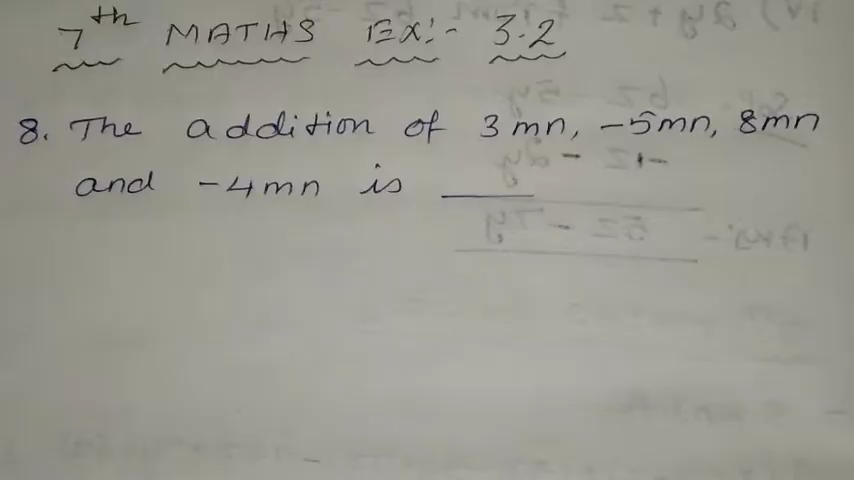 7th MATHS Ex:- 3.2
8. The addition of 3mn, -5mn, 8mn
and -4mn is ____